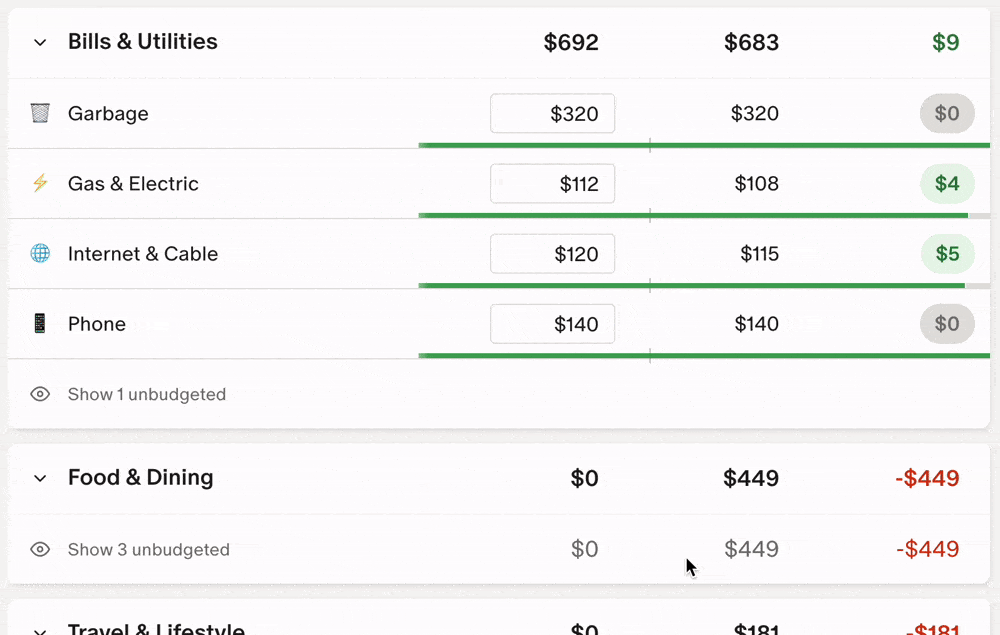 Bills & Utilities $692 $683 $9
Garbage $320 $320 $0
Gas & Electric $112 $108 $4
Internet & Cable $120 $115 $5
Phone $140 $140 $0
Show 1 unbudgeted
Food & Dining $0 $449 -$449
Show 3 unbudgeted $0 $449 -$449
Travel & Lifestyle $0 $181 -$181